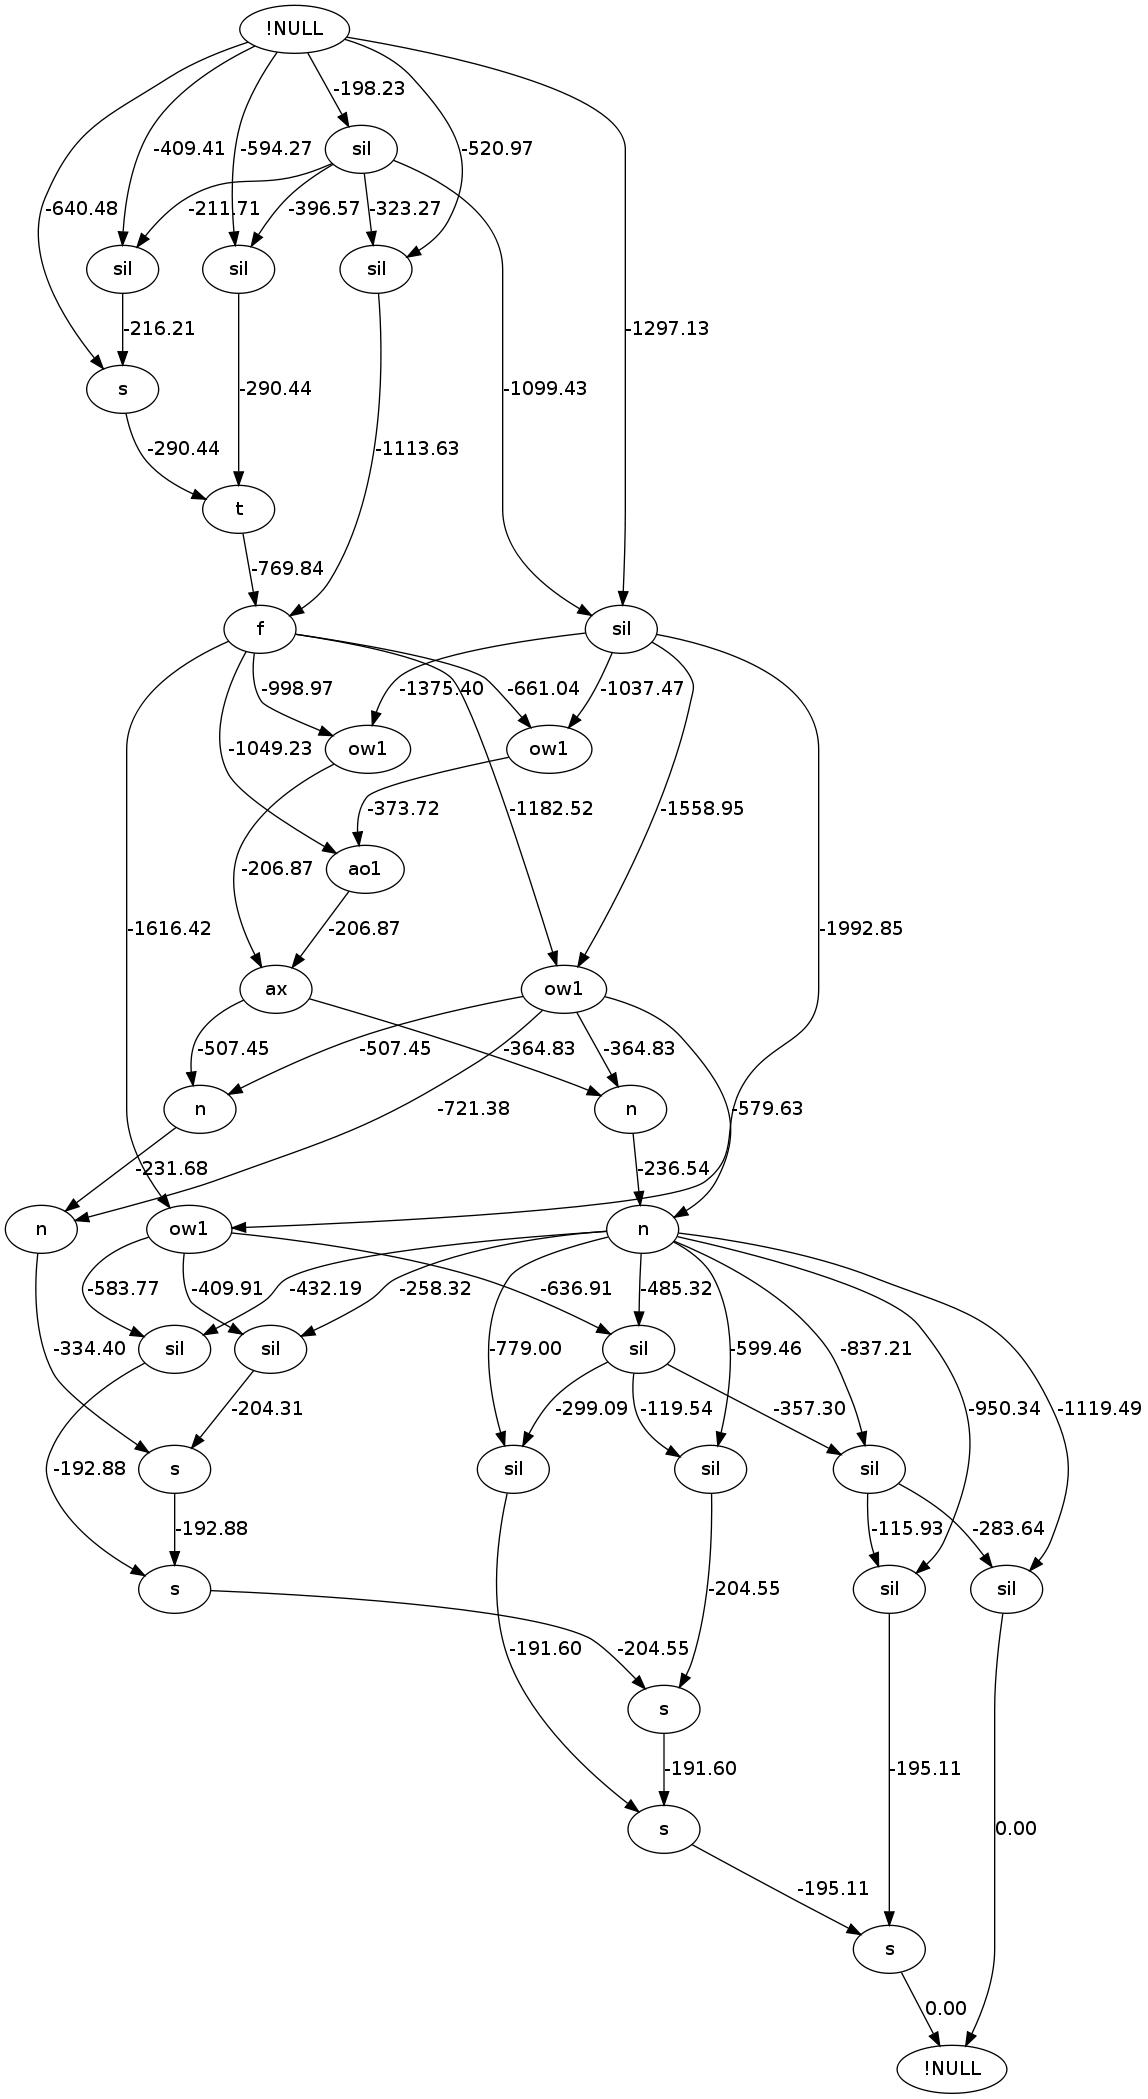 !NULL
-198.23
-409.41 -594.27 sil -520.97
-640.48 -211.71 -396.57 -323.27
sil sil sil
-216.21 -1297.13
s -290.44 -1099.43
-290.44 -1113.63
t
-769.84
f sil
-998.97 -1375.40 -661.04 -1037.47
-1049.23 ow1 ow1
-373.72 -1182.52 -1558.95
-206.87 ao1
-1616.42 -206.87 -1992.85
ax ow1
-507.45 -507.45 -364.83 -364.83
n -721.38 n -579.63
-231.68 -236.54
n ow1 n
-583.77 -409.91 -432.19 -258.32 -636.91 -485.32
-334.40 sil sil sil -779.00 -599.46 -837.21
-204.31 -299.09 -119.54 -357.30 -950.34 -1119.49
-192.88 s sil sil sil
-192.88 -115.93 -283.64
s -204.55 sil sil
-204.55 -191.60
s
-191.60 -195.11
s 0.00
-195.11
s
0.00
!NULL